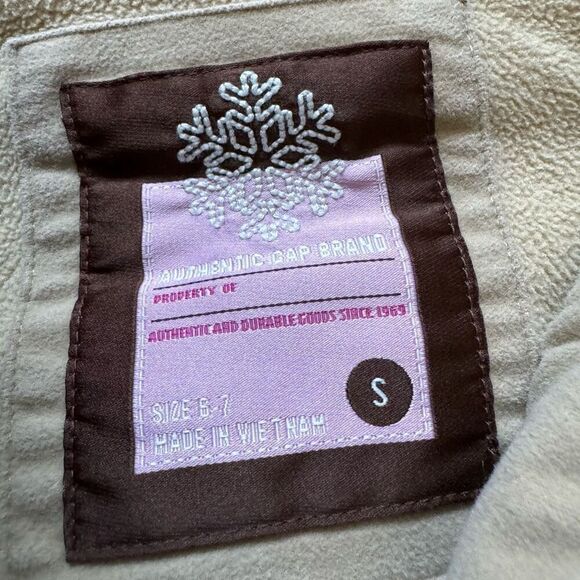 AUTHENTIC GAP BRAND
PROPERTY OF
AUTHENTIC AND DURABLE GOODS SINCE 1969
S
SIZE 6-7
MADE IN VIETNAM